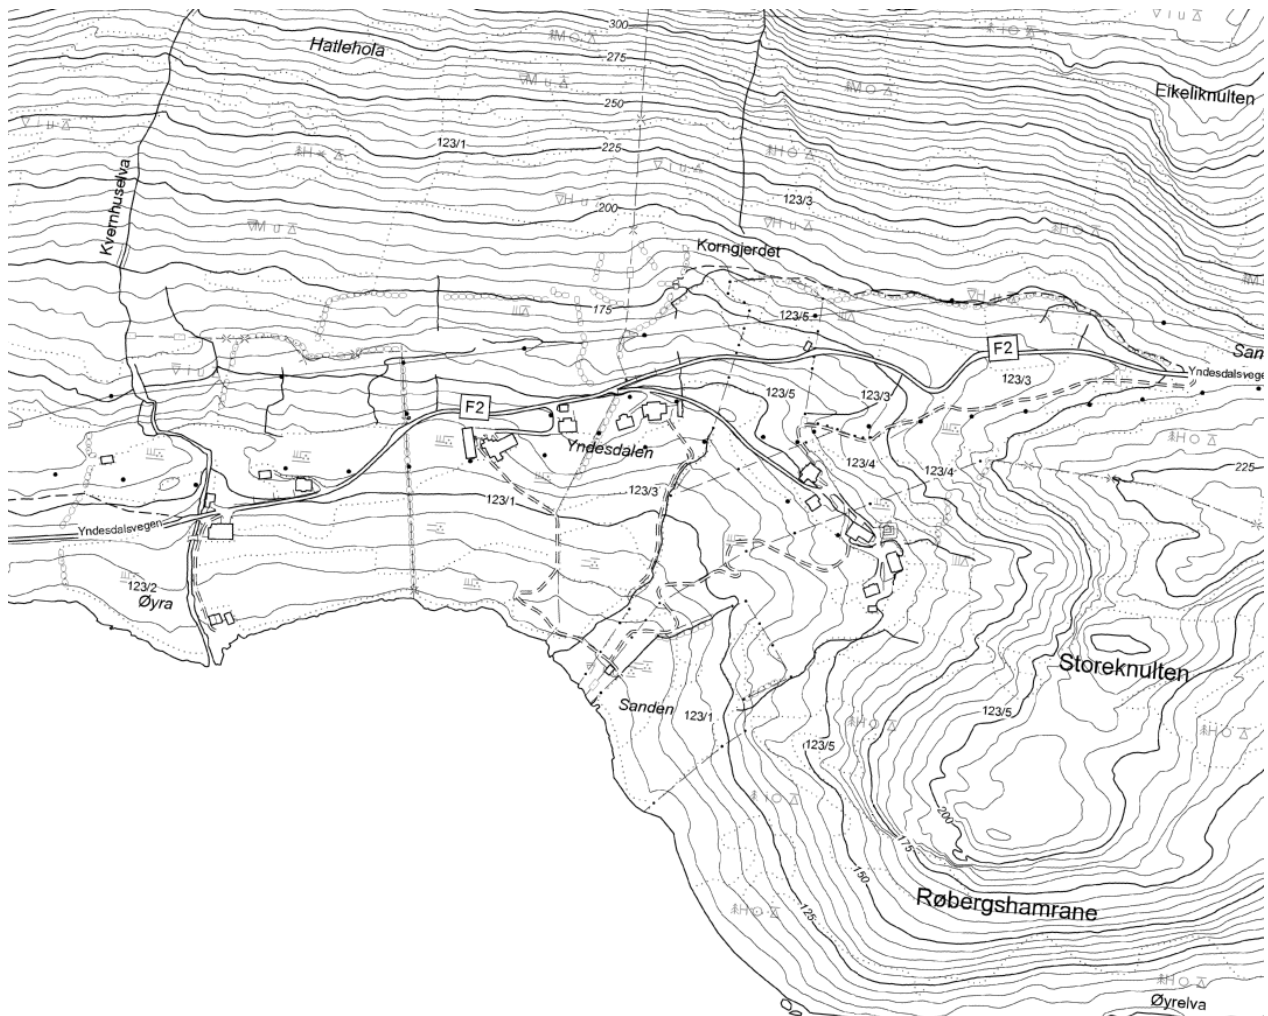 300
Hatlehola
275
Eikeliknulten
250
123/1
225
Kvernhuselva
123/3
200
Korngjerdet
175
123/5
F2
123/3
Yndesdalsvege
123/5
123/3
F2
Yndesdalen
123/4
123/4
225
123/1
123/3
Yndesdalsvegen
123/2
Øyra
Storeknulten
Sanden
123/1
123/5
123/5
200
175
150
125
Røbergshamrane
Øyrelva